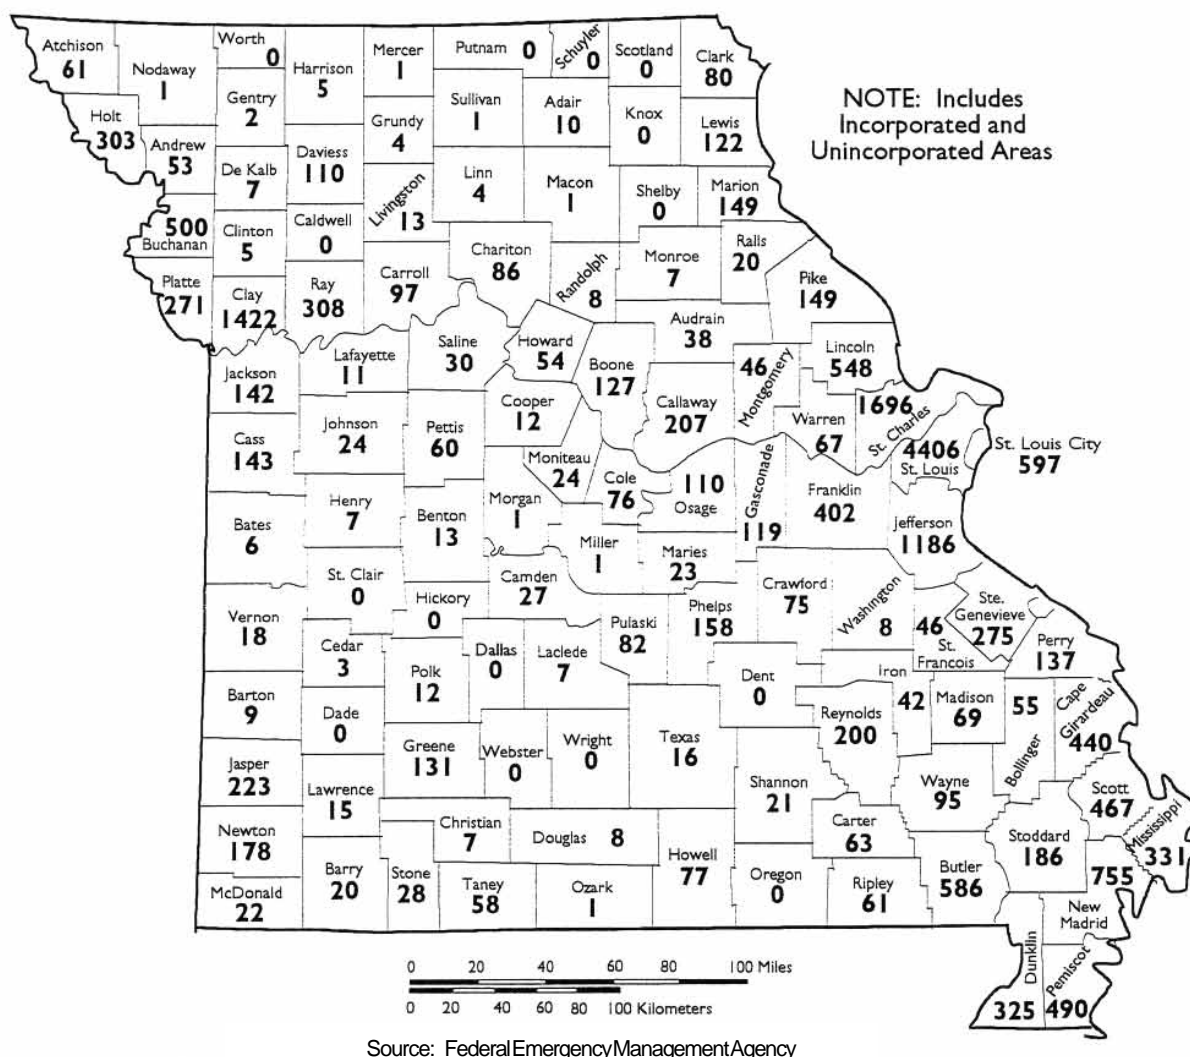 Atchison
61
Nodaway
1
Worth
0
Harrison
5
Mercer
1
Putnam 0
Schuyler
0
Scotland
0
Clark
80
NOTE: Includes
Incorporated and
Unincorporated Areas
Holt
303
Gentry
2
Grundy
4
Sullivan
1
Adair
10
Knox
0
Lewis
122
Andrew
53
De Kalb
7
Daviess
110
Livingston
13
Linn
4
Macon
1
Shelby
0
Marion
149
500
Buchanan
Clinton
5
Caldwell
0
Chariton
86
Randolph
8
Monroe
7
Ralls
20
Platte
271
Clay
1422
Ray
308
Carroll
97
Pike
149
Audrain
38
Jackson
142
Lafayette
11
Saline
30
Howard
54
Boone
127
46
Montgomery
Lincoln
548
Callaway
207
Cooper
12
Warren
67
1696
St. Charles
4406
St. Louis
St. Louis City
597
Cass
143
Johnson
24
Pettis
60
Moniteau
24
Cole
76
110
Osage
Gasconade
119
Franklin
402
Jefferson
1186
Bates
6
Henry
7
Benton
13
Morgan
1
Miller
1
Maries
23
St. Clair
0
Hickory
0
Camden
27
Pulaski
82
Phelps
158
Crawford
75
Washington
8
46
St.
Francois
Ste.
Genevieve
275
Perry
137
Vernon
18
Cedar
3
Polk
12
Dallas
0
Laclede
7
Dent
0
Iron
42
Madison
69
55
Bollinger
Cape
Girardeau
440
Barton
9
Dade
0
Greene
131
Webster
0
Wright
0
Texas
16
Reynolds
200
Jasper
223
Lawrence
15
Shannon
21
Wayne
95
Scott
467
Mississippi
331
Newton
178
Christian
7
Douglas 8
Howell
77
Carter
63
Stoddard
186
McDonald
22
Barry
20
Stone
28
Taney
58
Ozark
1
Oregon
0
Ripley
61
Butler
586
755
New
Madrid
Dunklin
325
Pemiscot
490
0 20 40 60 80 100 Miles
0 20 40 60 80 100 Kilometers
Source: Federal Emergency Management Agency